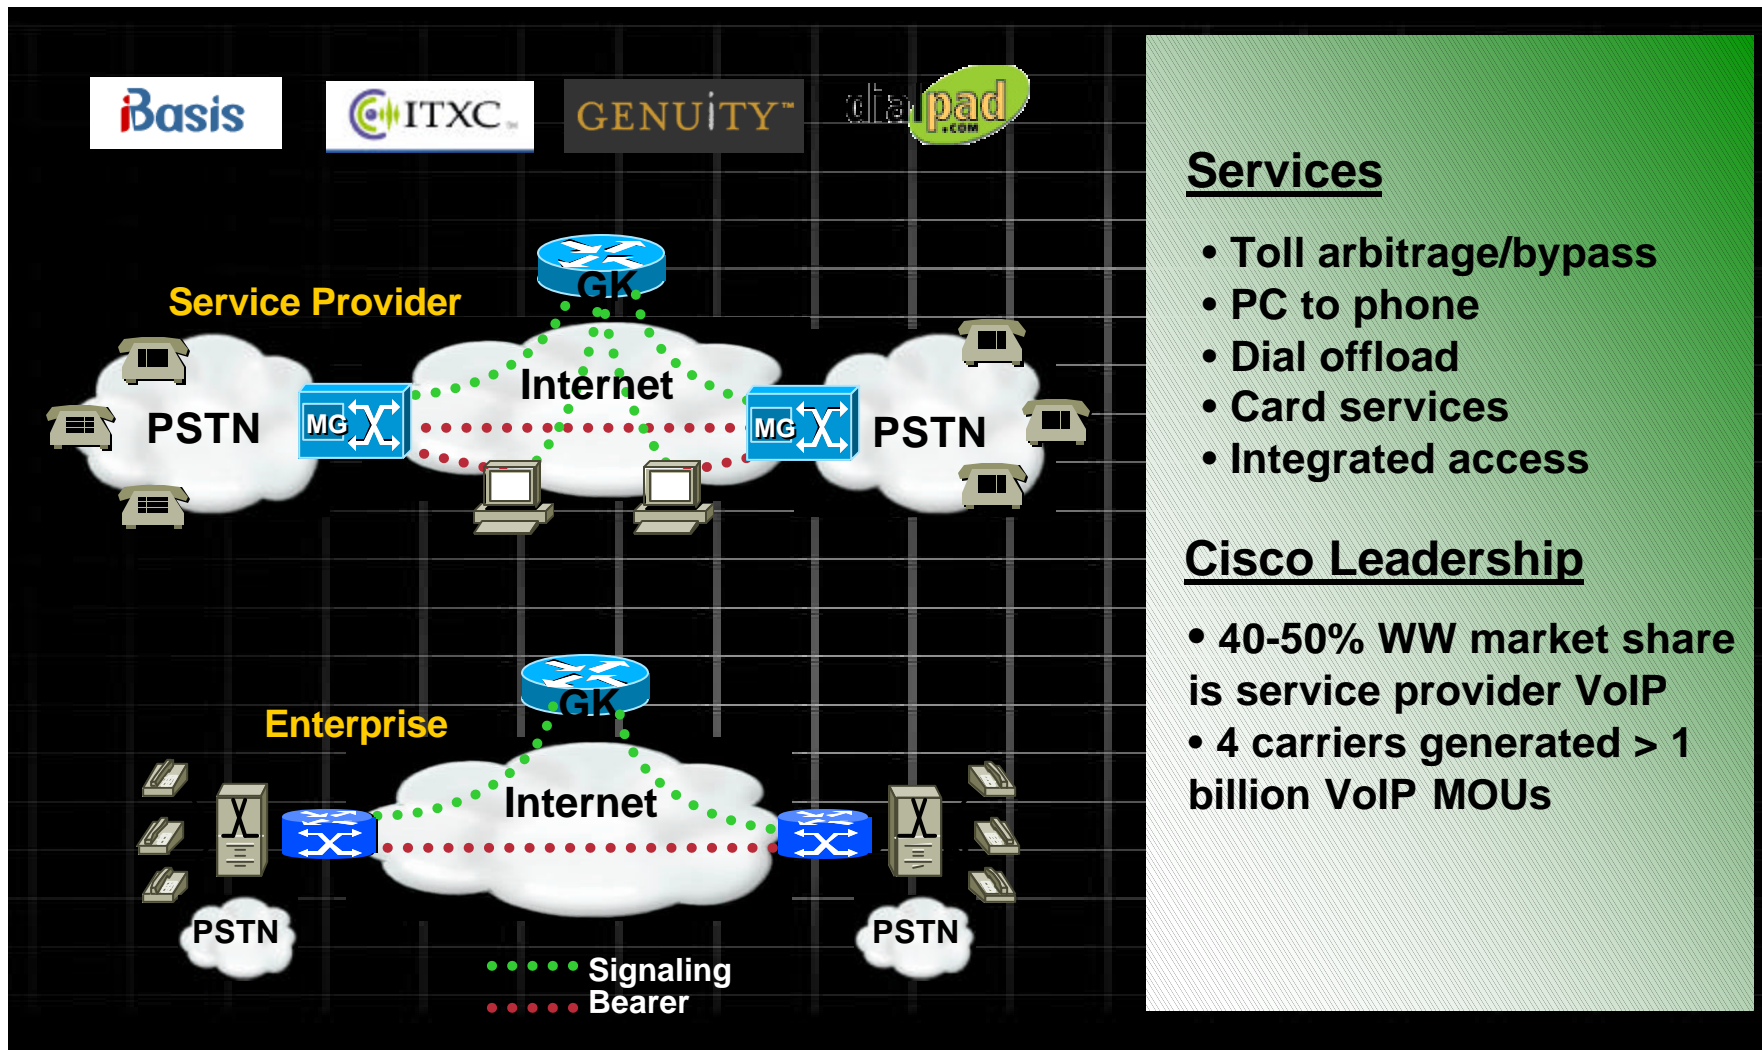 iBasis
ITXC SM
GENUiTY™
dialpad
.COM
Service Provider
GK
Internet
PSTN
MG
MG
PSTN
Enterprise
GK
Internet
PSTN
PSTN
Signaling
Bearer
Services
• Toll arbitrage/bypass
• PC to phone
• Dial offload
• Card services
• Integrated access
Cisco Leadership
• 40-50% WW market share
is service provider VoIP
• 4 carriers generated > 1
billion VoIP MOUs